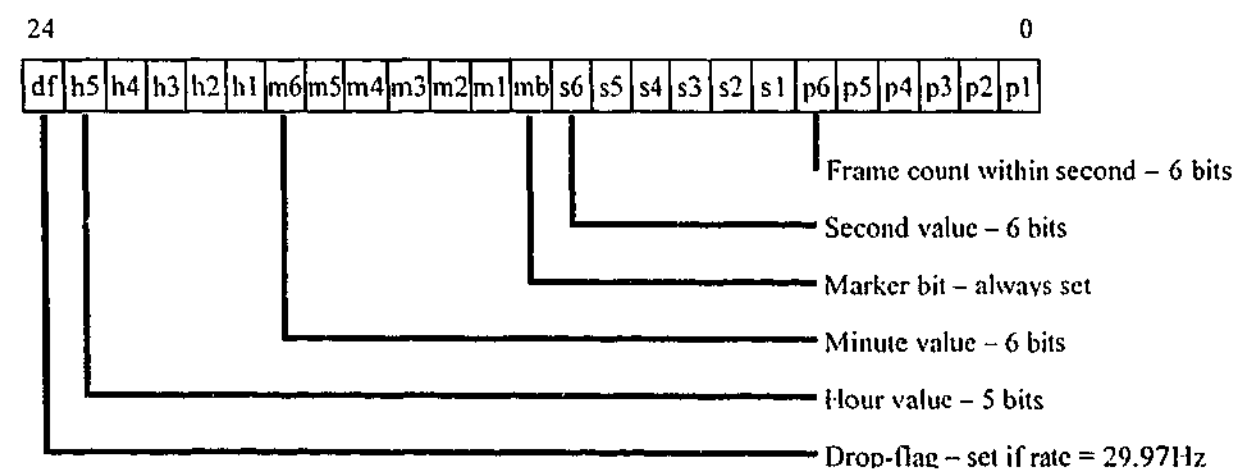 24 0
df h5 h4 h3 h2 h1 m6 m5 m4 m3 m2 m1 mb s6 s5 s4 s3 s2 s1 p6 p5 p4 p3 p2 p1
Frame count within second – 6 bits
Second value – 6 bits
Marker bit – always set
Minute value – 6 bits
Hour value – 5 bits
Drop-flag – set if rate = 29.97Hz